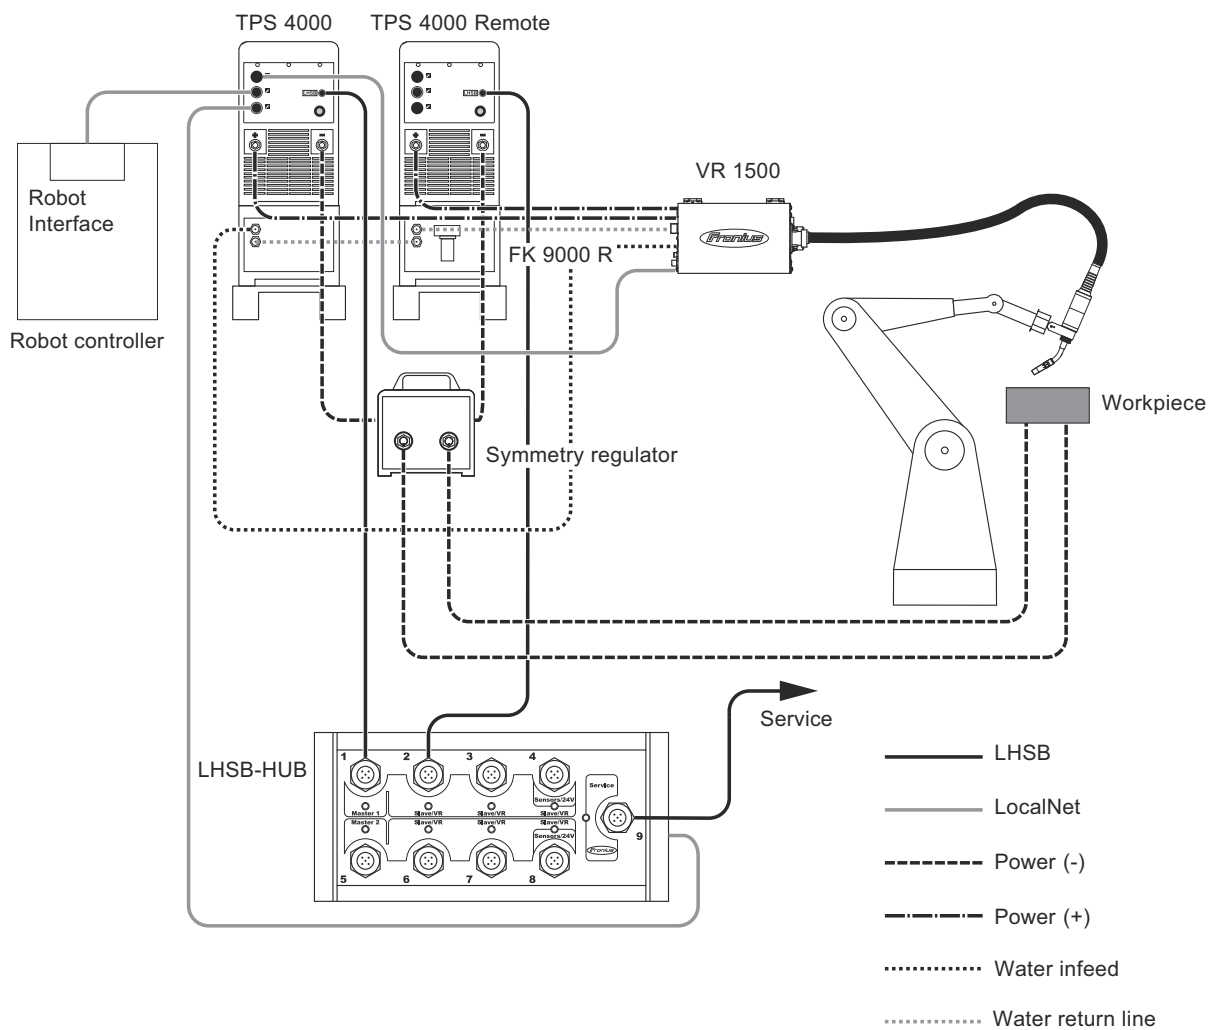 TPS 4000
TPS 4000 Remote
LHSB
LHSB
VR 1500
Robot
Interface
Fronius
FK 9000 R
Robot controller
Workpiece
Symmetry regulator
Service
LHSB-HUB
1
2
3
4
Service
Sensors/24V
Master 1
Slave/VR
Slave/VR
Slave/VR
Master 2
Slave/VR
Slave/VR
Slave/VR
Sensors/24V
9
Fronius
5
6
7
8
LHSB
LocalNet
Power (-)
Power (+)
Water infeed
Water return line